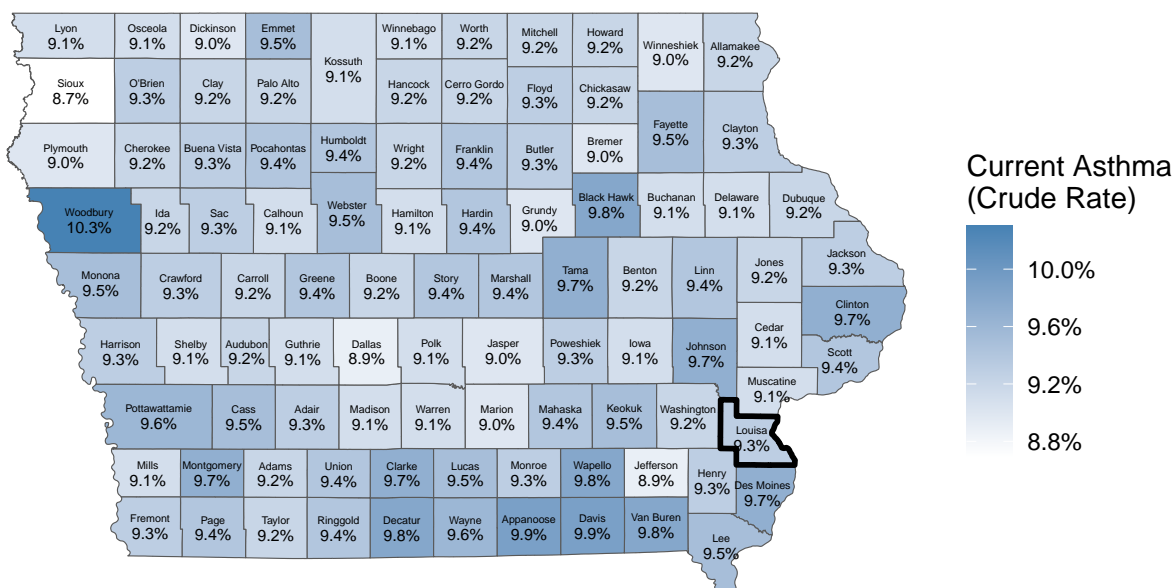 Lyon
9.1%
Osceola
9.1%
Dickinson
9.0%
Emmet
9.5%
Kossuth
9.1%
Winnebago
9.1%
Worth
9.2%
Mitchell
9.2%
Howard
9.2%
Winneshiek
9.0%
Allamakee
9.2%
Sioux
8.7%
O'Brien
9.3%
Clay
9.2%
Palo Alto
9.2%
Hancock
9.2%
Cerro Gordo
9.2%
Floyd
9.3%
Chickasaw
9.2%
Fayette
9.5%
Clayton
9.3%
Plymouth
9.0%
Cherokee
9.2%
Buena Vista
9.3%
Pocahontas
9.4%
Humboldt
9.4%
Wright
9.2%
Franklin
9.4%
Butler
9.3%
Bremer
9.0%
Woodbury
10.3%
Ida
9.2%
Sac
9.3%
Calhoun
9.1%
Webster
9.5%
Hamilton
9.1%
Hardin
9.4%
Grundy
9.0%
Black Hawk
9.8%
Buchanan
9.1%
Delaware
9.1%
Dubuque
9.2%
Monona
9.5%
Crawford
9.3%
Carroll
9.2%
Greene
9.4%
Boone
9.2%
Story
9.4%
Marshall
9.4%
Tama
9.7%
Benton
9.2%
Linn
9.4%
Jones
9.2%
Jackson
9.3%
Clinton
9.7%
Harrison
9.3%
Shelby
9.1%
Audubon
9.2%
Guthrie
9.1%
Dallas
8.9%
Polk
9.1%
Jasper
9.0%
Poweshiek
9.3%
Iowa
9.1%
Johnson
9.7%
Cedar
9.1%
Scott
9.4%
Muscatine
9.1%
Pottawattamie
9.6%
Cass
9.5%
Adair
9.3%
Madison
9.1%
Warren
9.1%
Marion
9.0%
Mahaska
9.4%
Keokuk
9.5%
Washington
9.2%
Louisa
9.3%
Mills
9.1%
Montgomery
9.7%
Adams
9.2%
Union
9.4%
Clarke
9.7%
Lucas
9.5%
Monroe
9.3%
Wapello
9.8%
Jefferson
8.9%
Henry
9.3%
Des Moines
9.7%
Fremont
9.3%
Page
9.4%
Taylor
9.2%
Ringgold
9.4%
Decatur
9.8%
Wayne
9.6%
Appanoose
9.9%
Davis
9.9%
Van Buren
9.8%
Lee
9.5%
Current Asthma
(Crude Rate)
10.0%
9.6%
9.2%
8.8%